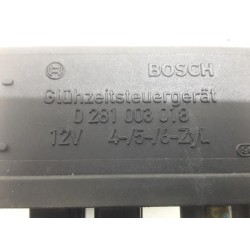 BOSCH
Glühzeitsteuergerät
0 281 003 018
12V 4-/5-/6-Zyl.